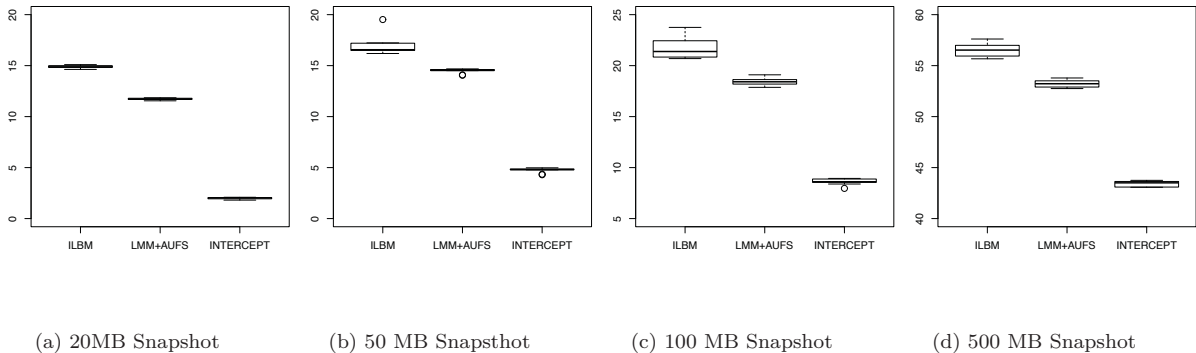 20
15
10
5
0
ILBM LMM+AUFS INTERCEPT
20
15
10
5
0
ILBM LMM+AUFS INTERCEPT
25
20
15
10
5
ILBM LMM+AUFS INTERCEPT
60
55
50
45
40
ILBM LMM+AUFS INTERCEPT
(a) 20MB Snapshot
(b) 50 MB Snapsthot
(c) 100 MB Snapshot
(d) 500 MB Snapshot